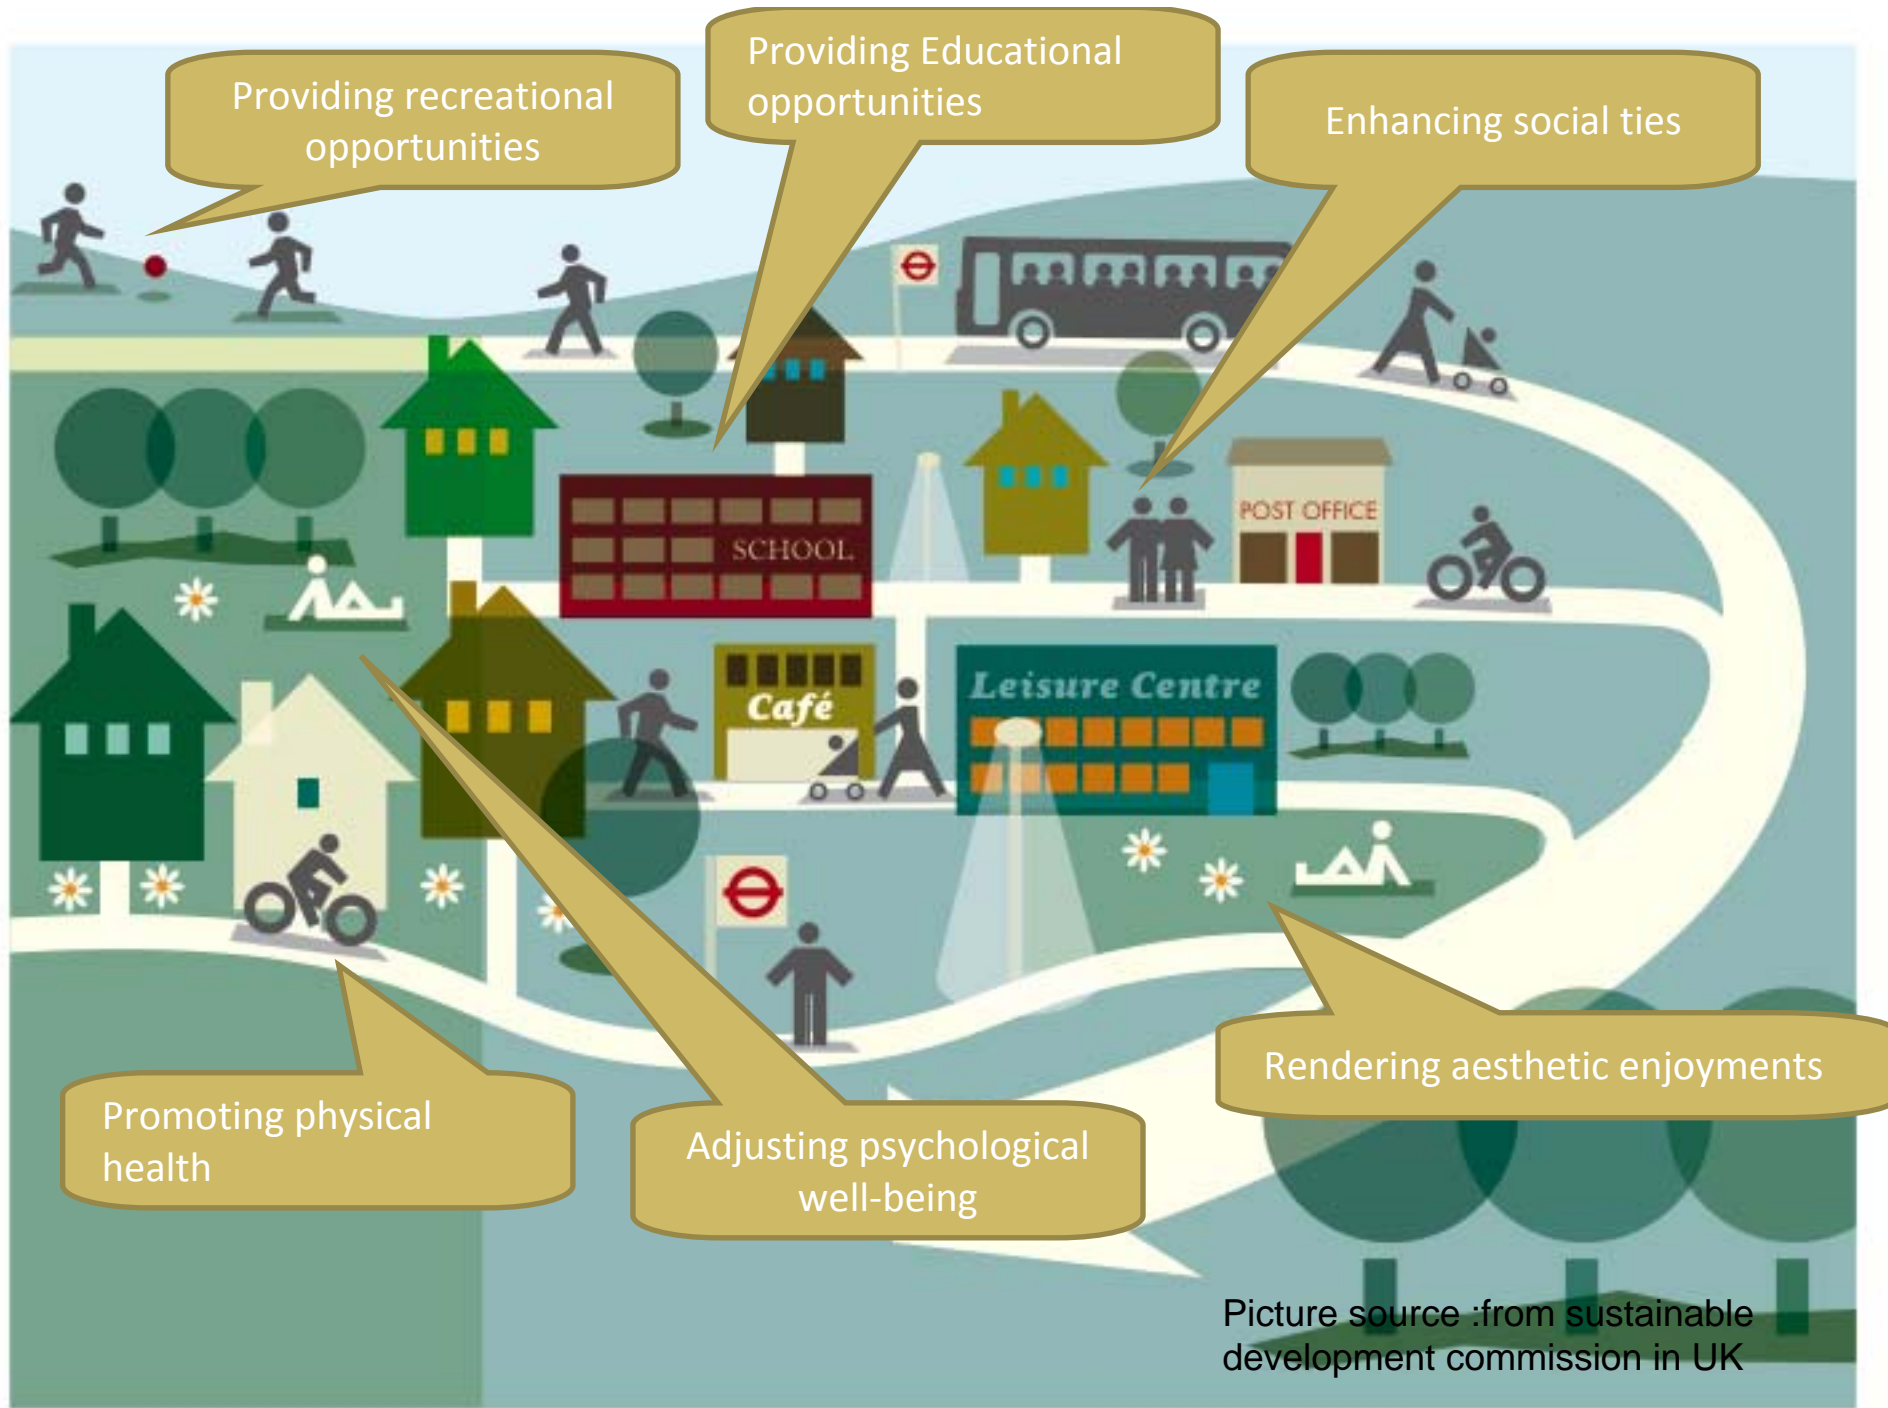 Providing recreational
opportunities
Providing Educational
opportunities
Enhancing social ties
SCHOOL
POST OFFICE
Café
Leisure Centre
Promoting physical
health
Adjusting psychological
well-being
Rendering aesthetic enjoyments
Picture source :from sustainable
development commission in UK